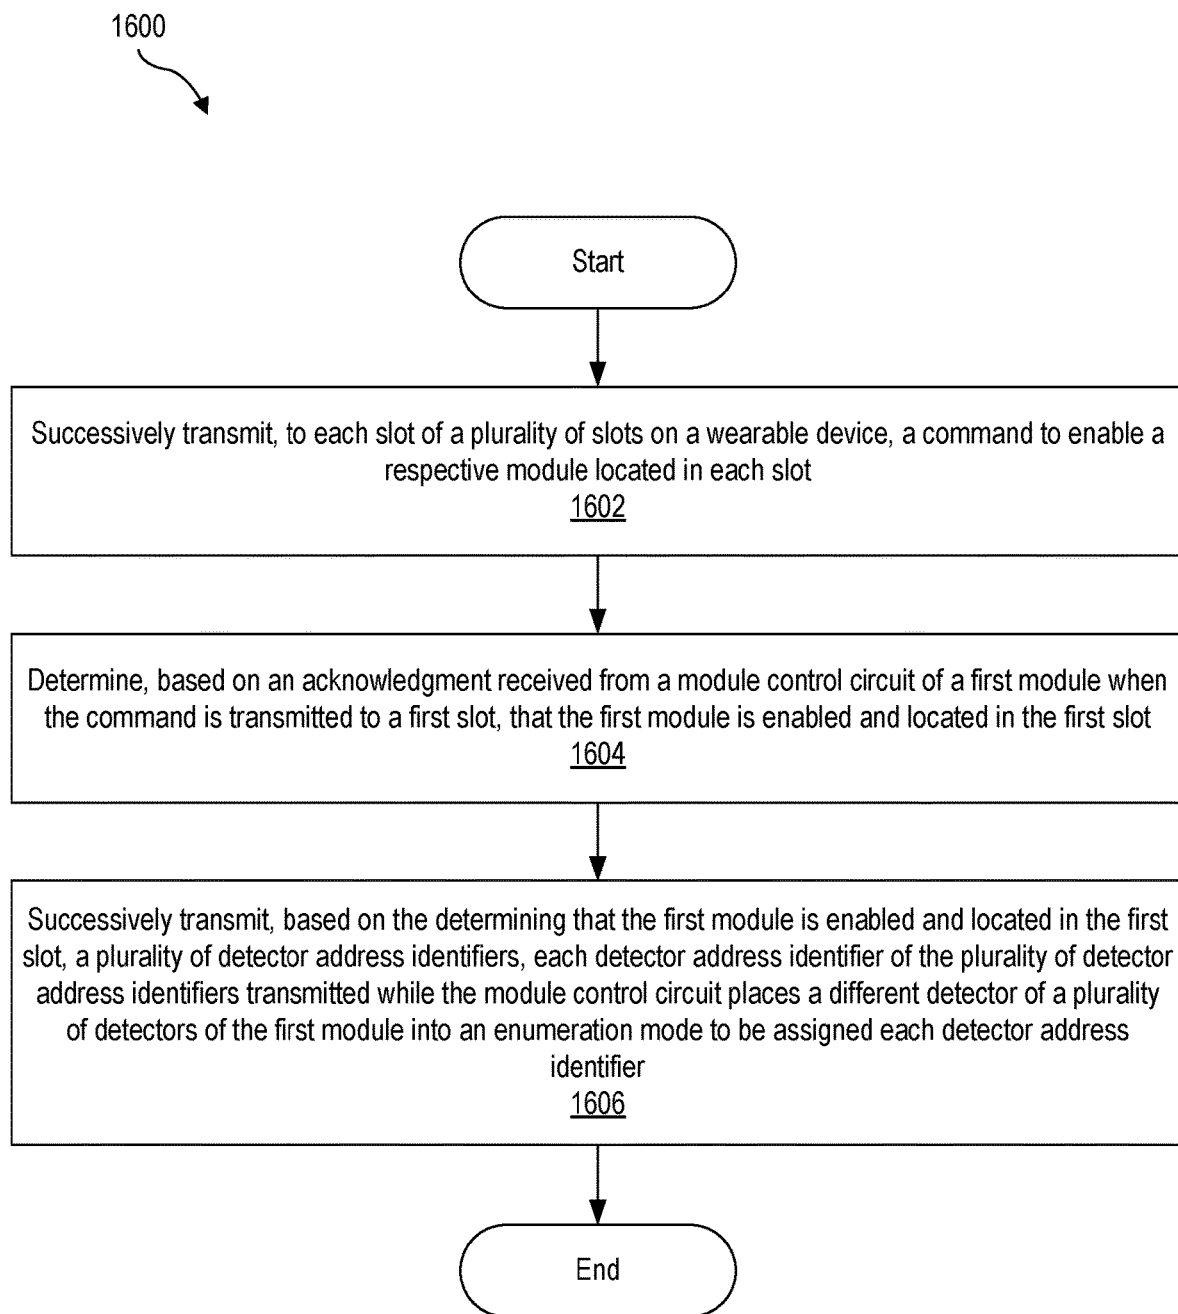 1600
Start
Successively transmit, to each slot of a plurality of slots on a wearable device, a command to enable a
respective module located in each slot
1602
Determine, based on an acknowledgment received from a module control circuit of a first module when
the command is transmitted to a first slot, that the first module is enabled and located in the first slot
1604
Successively transmit, based on the determining that the first module is enabled and located in the first
slot, a plurality of detector address identifiers, each detector address identifier of the plurality of detector
address identifiers transmitted while the module control circuit places a different detector of a plurality
of detectors of the first module into an enumeration mode to be assigned each detector address
identifier
1606
End